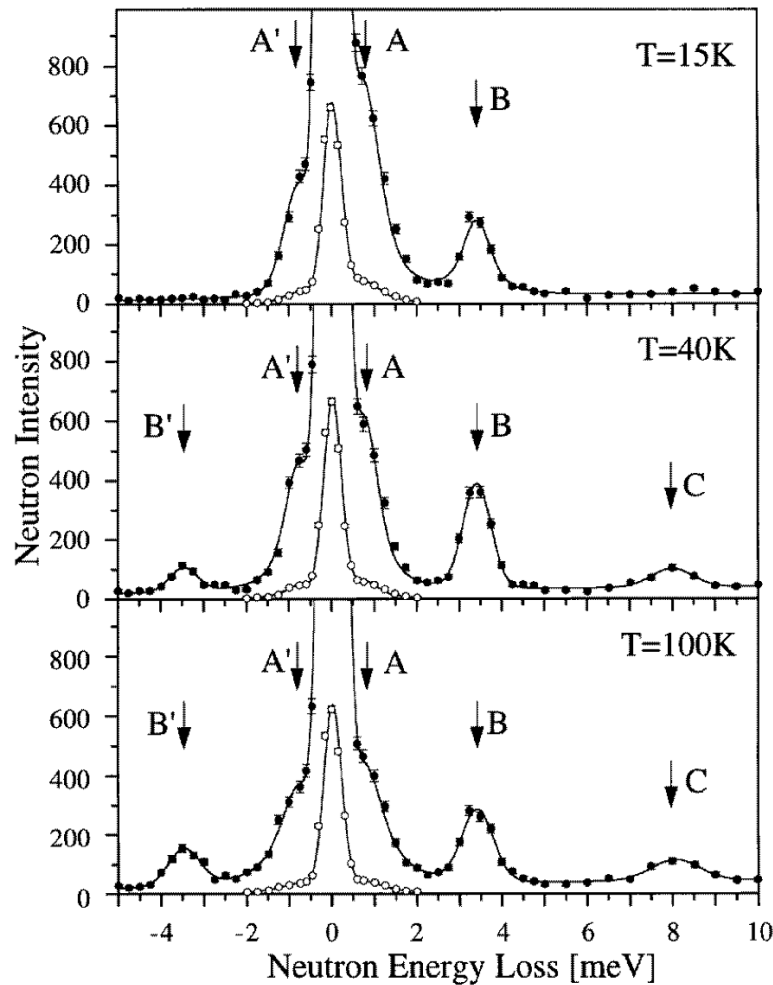 A' A T=15K
B
800
600
400
200
0
A' A T=40K
B' B
C
800
600
400
200
0
A' A T=100K
B' B
C
800
600
400
200
0
-4 -2 0 2 4 6 8 10
Neutron Intensity
Neutron Energy Loss [meV]